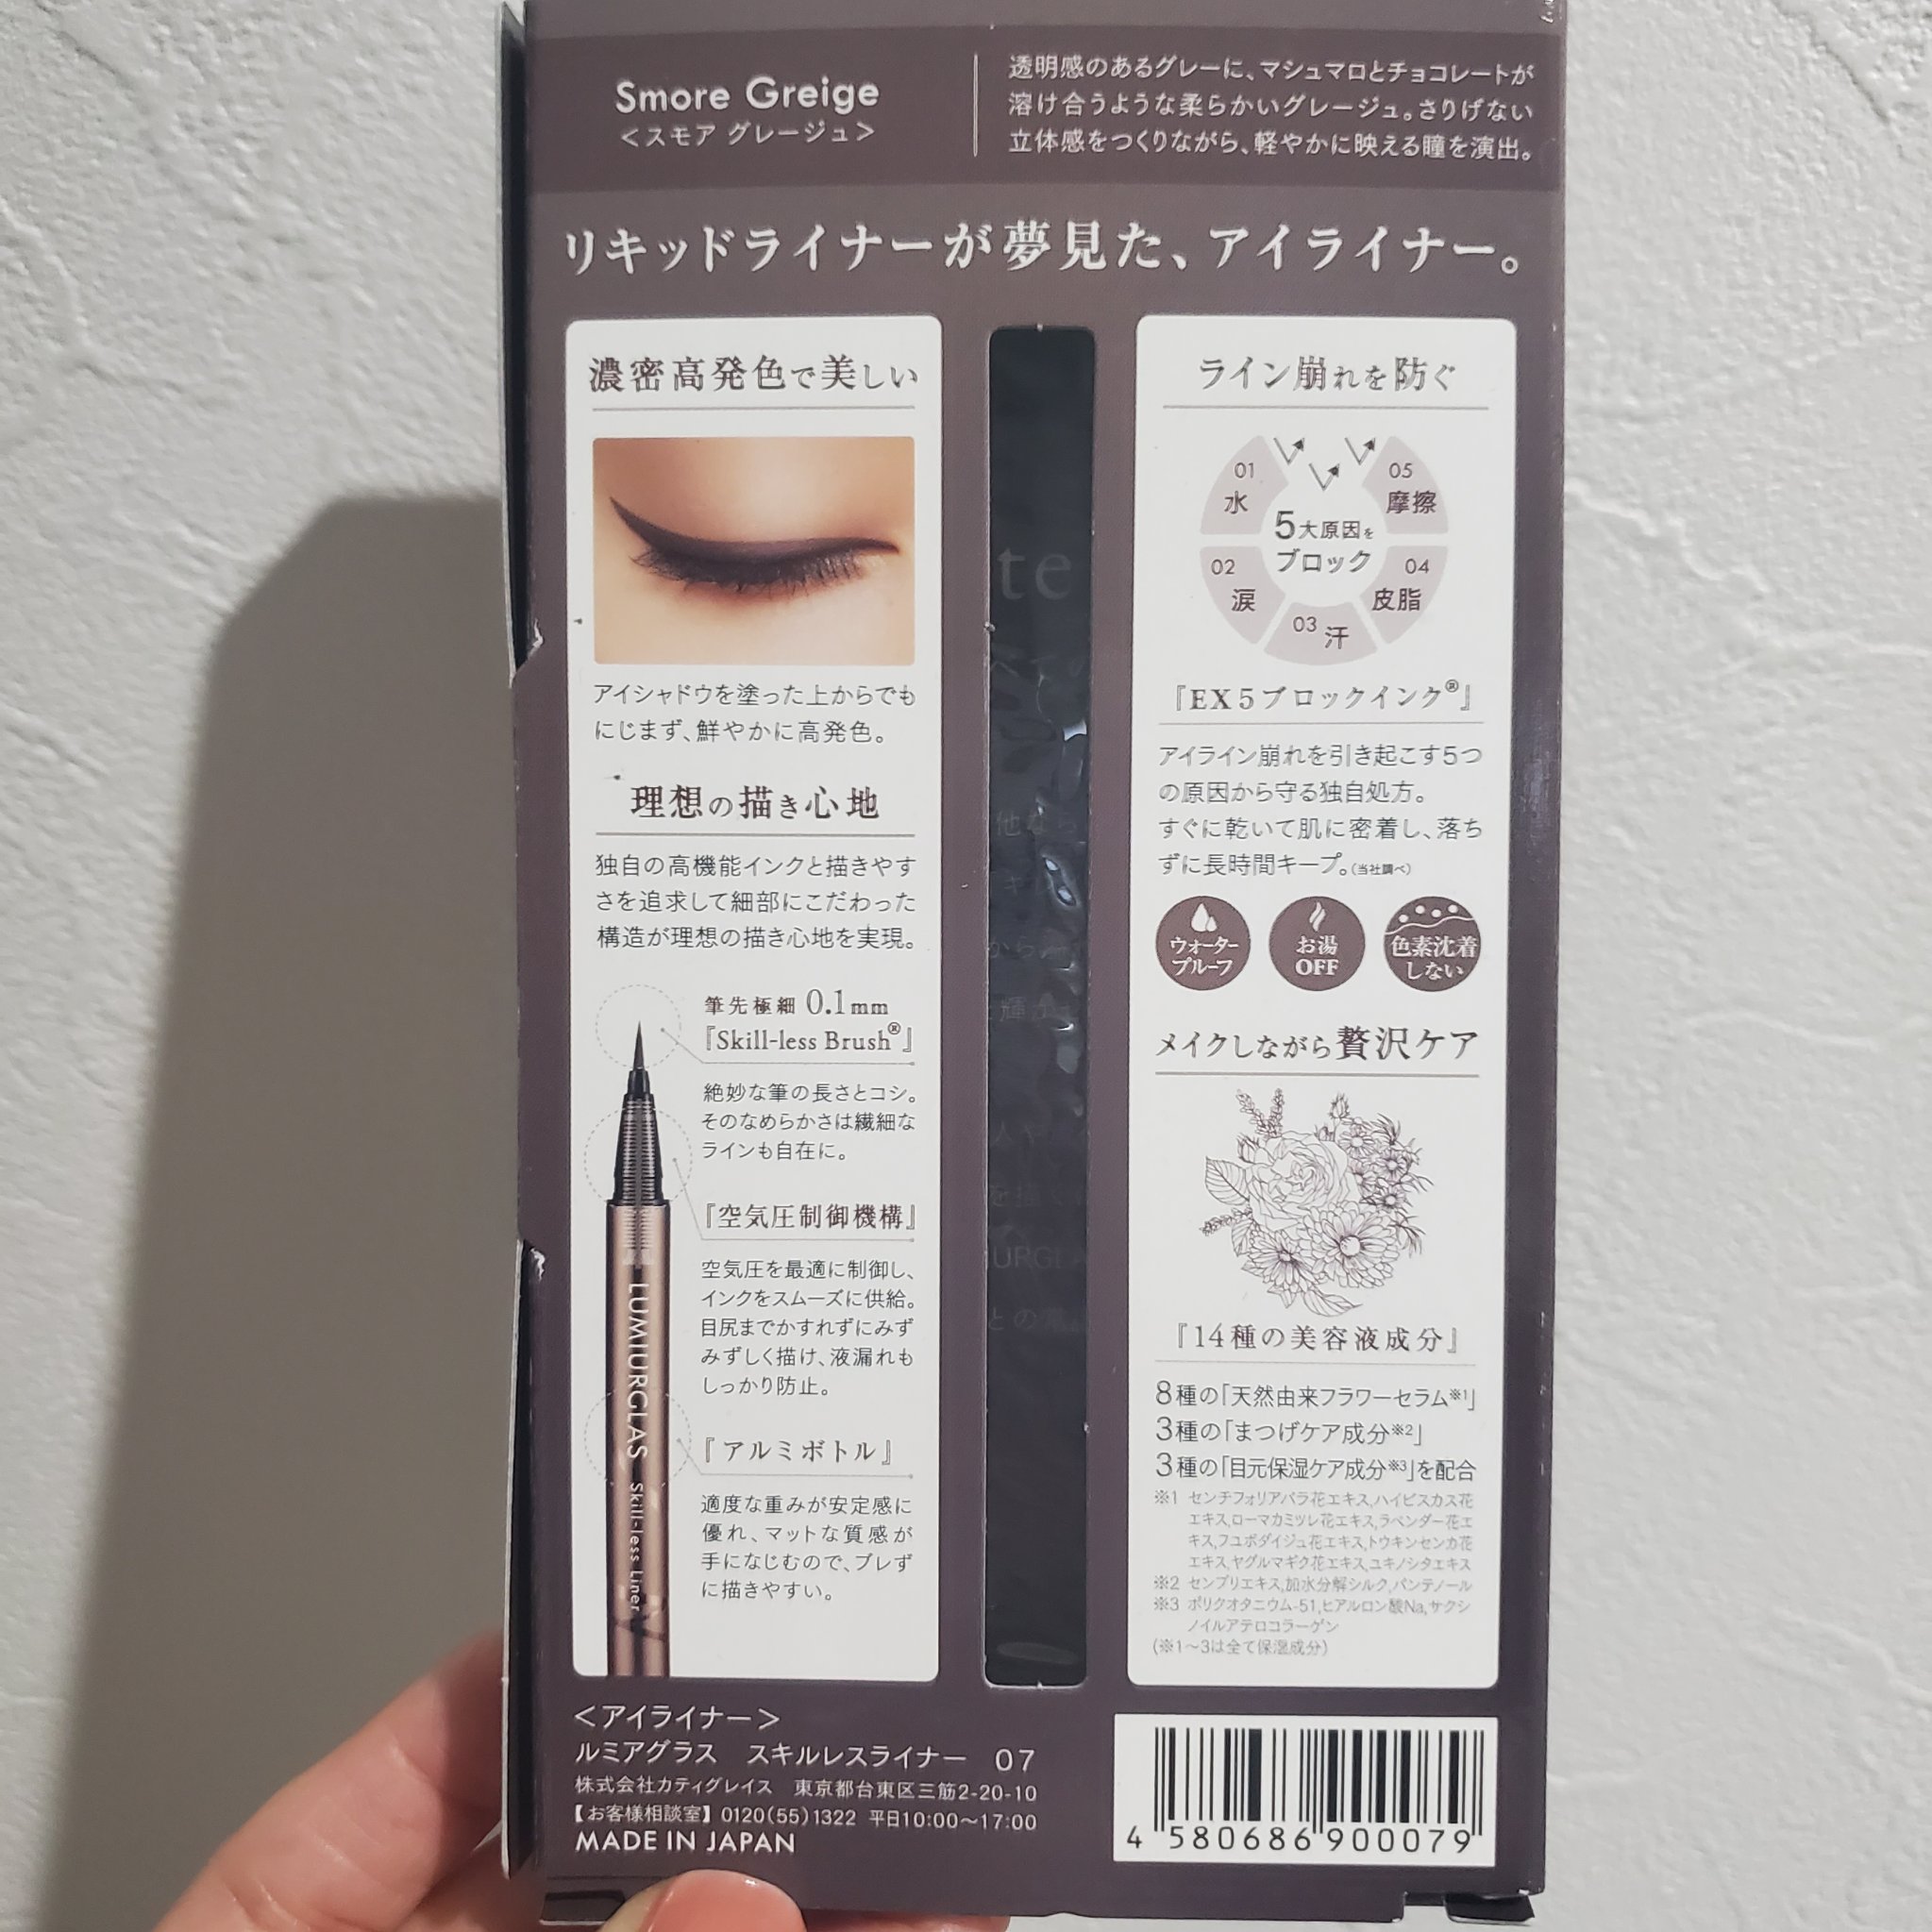 Smore Greige
＜スモア グレージュ＞
透明感のあるグレーに、マシュマロとチョコレートが
溶け合うような柔らかいグレージュ。さりげない
立体感をつくりながら、軽やかに映える瞳を演出。
リキッドライナーが夢見た、アイライナー。
濃密高発色で美しい
アイシャドウを塗った上からでも
にじまず、鮮やかに高発色。
理想の描き心地
独自の高機能インクと描きやす
さを追求して細部にこだわった
構造が理想の描き心地を実現。
筆先極細 0.1mm
『Skill-less Brush®』
絶妙な筆の長さとコシ。
そのなめらかさは繊細な
ラインも自在に。
『空気圧制御機構』
空気圧を最適に制御し、
インクをスムーズに供給。
目尻までかすれずにみず
みずしく描け、液漏れも
しっかり防止。
『アルミボトル』
適度な重みが安定感に
優れ、マットな質感が
手になじむので、ブレず
に描きやすい。
LUMIURGLAS Skill-less Liner
te
他なら
から
輝
URGLA
との
ライン崩れを防ぐ
01
水
05
摩擦
5大原因を
ブロック
02
涙
04
皮脂
03 汗
『EX5ブロックインク®』
アイライン崩れを引き起こす5つ
の原因から守る独自処方。
すぐに乾いて肌に密着し、落ち
ずに長時間キープ。(当社調べ)
ウォーター
プルーフ
お湯
OFF
色素沈着
しない
メイクしながら贅沢ケア
『14種の美容液成分』
8種の「天然由来フラワーセラム※1」
3種の「まつげケア成分※2」
3種の「目元保湿ケア成分※3」を配合
※1 センチフォリアバラ花エキス,ハイビスカス花
エキス,ローマカミツレ花エキス,ラベンダー花エ
キス,フユボダイジュ花エキス,トウキンセンカ花
エキス,ヤグルマギク花エキス,ユキノシタエキス
※2 センブリエキス,加水分解シルク,パンテノール
※3 ポリクオタニウム-51,ヒアルロン酸Na,サクシ
ノイルアテロコラーゲン
(※1～3は全て保湿成分)
＜アイライナー＞
ルミアグラス スキルレスライナー 07
株式会社カティグレイス 東京都台東区三筋2-20-10
【お客様相談室】0120(55)1322 平日10:00～17:00
MADE IN JAPAN
4 580686 900079